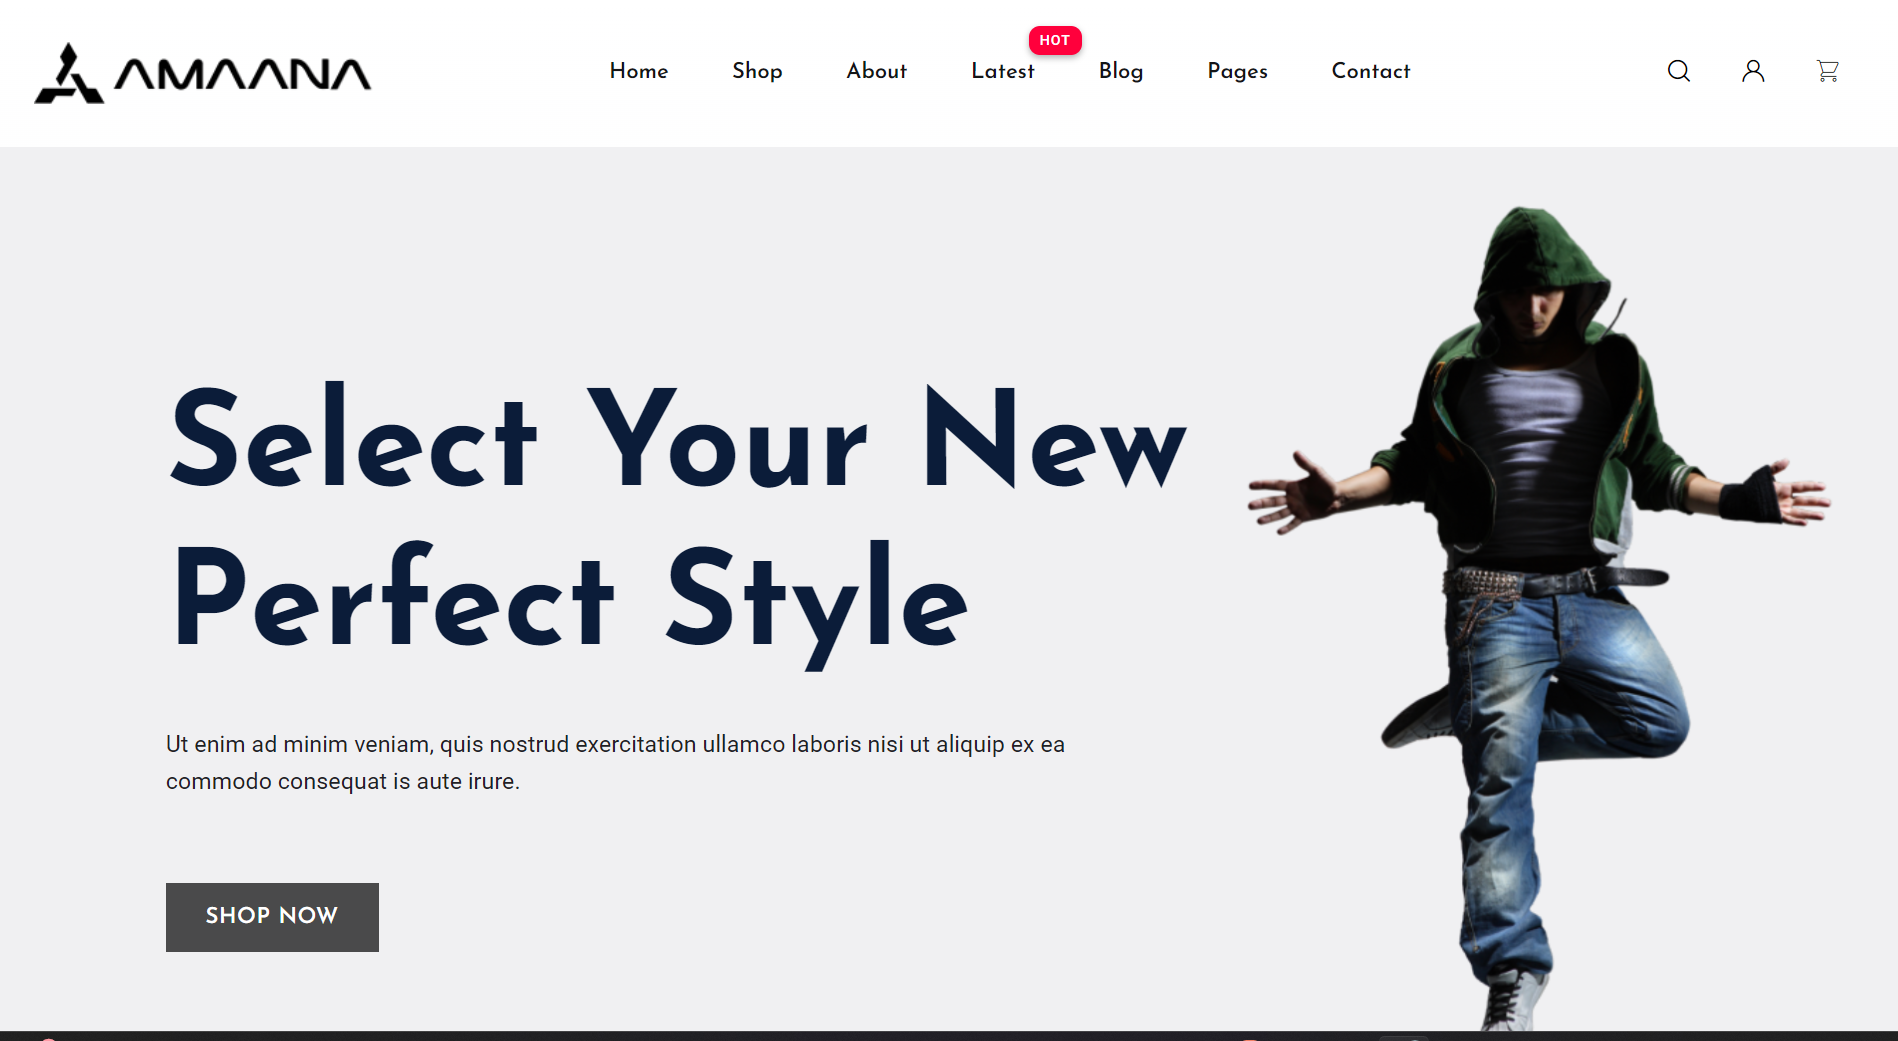 AMAANA
HOT
Home Shop About Latest Blog Pages Contact
Select Your New
Perfect Style
Ut enim ad minim veniam, quis nostrud exercitation ullamco laboris nisi ut aliquip ex ea
commodo consequat is aute irure.
SHOP NOW